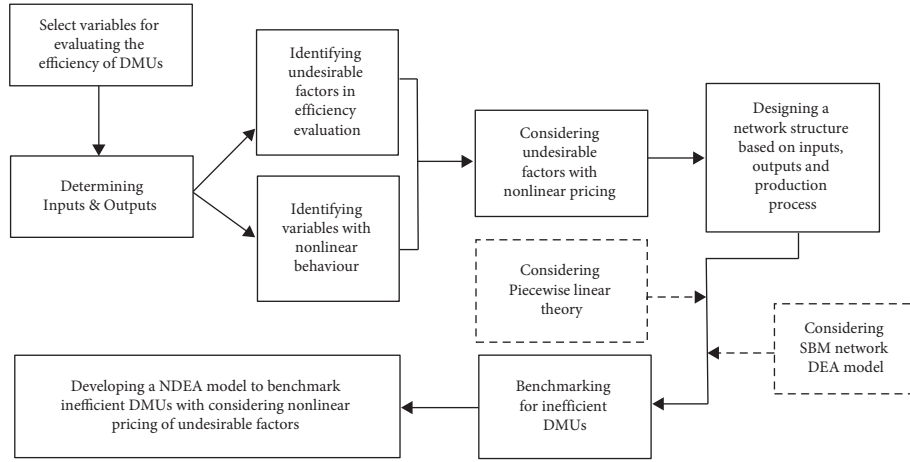 Select variables for
evaluating the
efficiency of DMUs
Determining
Inputs & Outputs
Identifying
undesirable
factors in
efficiency
evaluation
Identifying
variables with
nonlinear
behaviour
Considering
undesirable
factors with
nonlinear pricing
Designing a
network structure
based on inputs,
outputs and
production
process
Considering
Piecewise linear
theory
Considering
SBM network
DEA model
Benchmarking
for inefficient
DMUs
Developing a NDEA model to benchmark
inefficient DMUs with considering nonlinear
pricing of undesirable factors